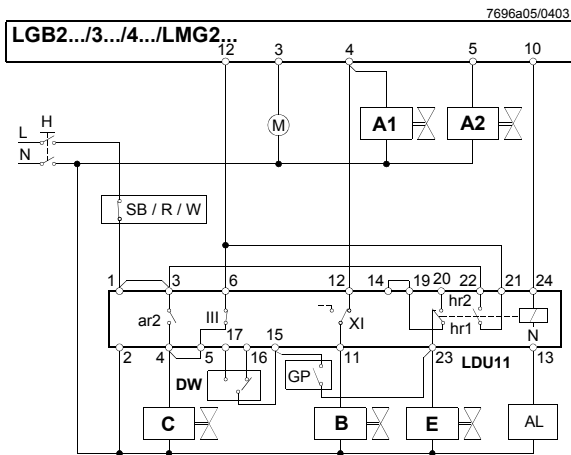 7696a05/0403
LGB2.../3.../4.../LMG2...
12 3 4 5 10
L H
N
M
A1 A2
SB / R / W
1 3 6 12 14 19 20 22 21 24
hr2
ar2 III XI hr1 N
2 4 5 17 16 15 11 23 LDU11 13
DW GP
C B E AL